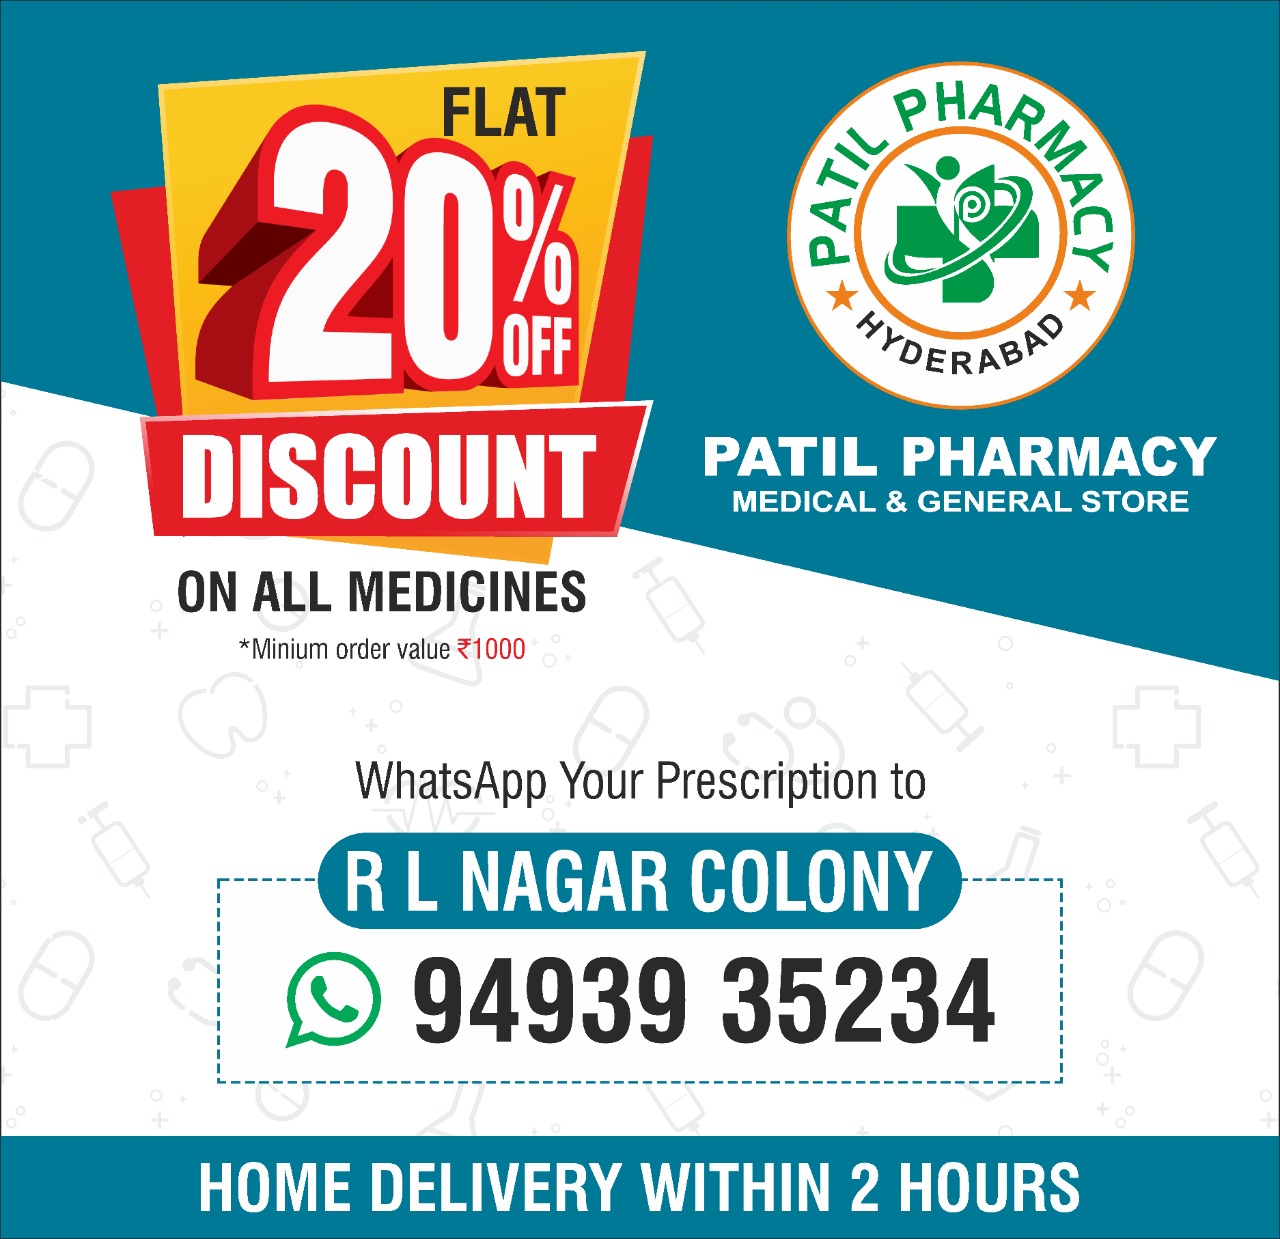 FLAT
20%
OFF
DISCOUNT
ON ALL MEDICINES
*Minium order value ₹1000
PATIL PHARMACY
HYDERABAD
PATIL PHARMACY
MEDICAL & GENERAL STORE
WhatsApp Your Prescription to
R L NAGAR COLONY
94939 35234
HOME DELIVERY WITHIN 2 HOURS